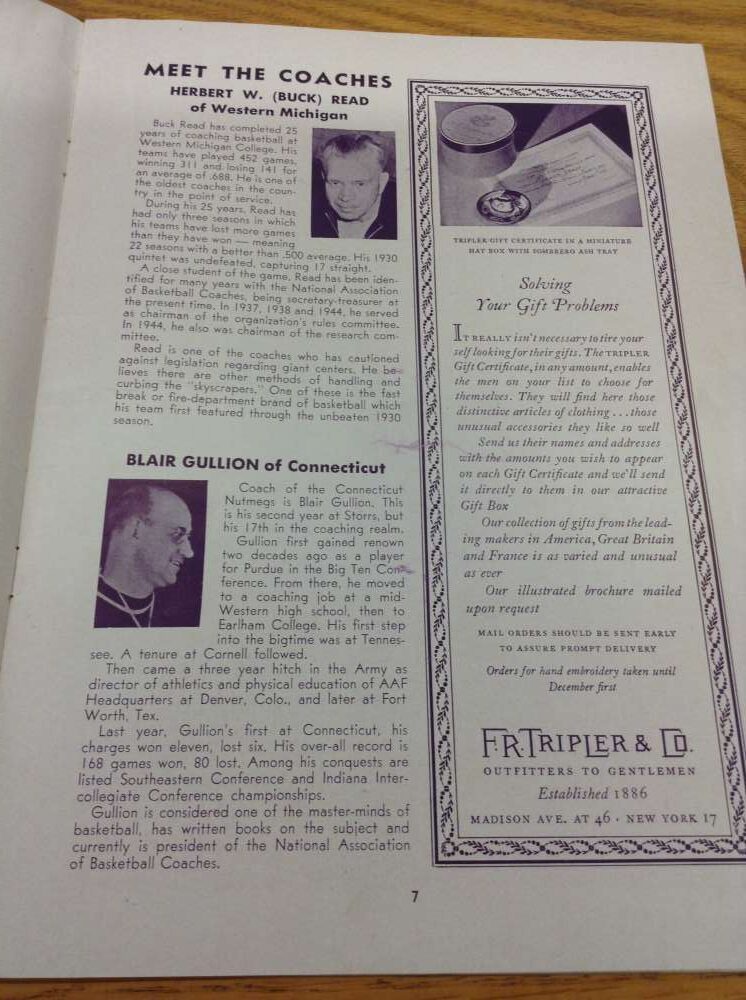 MEET THE COACHES
HERBERT W. (BUCK) READ
of Western Michigan
Buck Read has completed 25
years of coaching basketball at
Western Michigan College. His
teams have played 452 games,
winning 311 and losing 141 for
an average of .688. He is one of
the oldest coaches in the coun-
try in the point of service.
During his 25 years, Read has
had only three seasons in which
his teams have lost more games
than they have won — meaning
22 seasons with a better than .500 average. His 1930
quintet was undefeated, capturing 17 straight.
A close student of the game, Read has been iden-
tified for many years with the National Association
of Basketball Coaches, being secretary-treasurer at
the present time. In 1937, 1938 and 1944, he served
as chairman of the organization's rules committee.
In 1944, he also was chairman of the research com-
mittee.
Read is one of the coaches who has cautioned
against legislation regarding giant centers. He be-
lieves there are other methods of handling and
curbing the "skyscrapers." One of these is the fast
break or fire-department brand of basketball which
his team first featured through the unbeaten 1930
season.
BLAIR GULLION of Connecticut
Coach of the Connecticut
Nutmegs is Blair Gullion. This
is his second year at Storrs, but
his 17th in the coaching realm.
Gullion first gained renown
two decades ago as a player
for Purdue in the Big Ten Con-
ference. From there, he moved
to a coaching job at a mid-
Western high school, then to
Earlham College. His first step
into the bigtime was at Tennes-
see. A tenure at Cornell followed.
Then came a three year hitch in the Army as
director of athletics and physical education of AAF
Headquarters at Denver, Colo., and later at Fort
Worth, Tex.
Last year, Gullion's first at Connecticut, his
charges won eleven, lost six. His over-all record is
168 games won, 80 lost. Among his conquests are
listed Southeastern Conference and Indiana Inter-
collegiate Conference championships.
Gullion is considered one of the master-minds of
basketball, has written books on the subject and
currently is president of the National Association
of Basketball Coaches.
TRIPLER GIFT CERTIFICATE IN A MINIATURE
HAT BOX WITH SOMBRERO ASH TRAY
Solving
Your Gift Problems
IT REALLY isn't necessary to tire your
self looking for their gifts. The TRIPLER
Gift Certificate, in any amount, enables
the men on your list to choose for
themselves. They will find here those
distinctive articles of clothing . . . those
unusual accessories they like so well
Send us their names and addresses
with the amounts you wish to appear
on each Gift Certificate and we'll send
it directly to them in our attractive
Gift Box
Our collection of gifts from the lead-
ing makers in America, Great Britain
and France is as varied and unusual
as ever
Our illustrated brochure mailed
upon request
MAIL ORDERS SHOULD BE SENT EARLY
TO ASSURE PROMPT DELIVERY
Orders for hand embroidery taken until
December first
F.R. TRIPLER & CO.
OUTFITTERS TO GENTLEMEN
Established 1886
MADISON AVE. AT 46 · NEW YORK 17
7